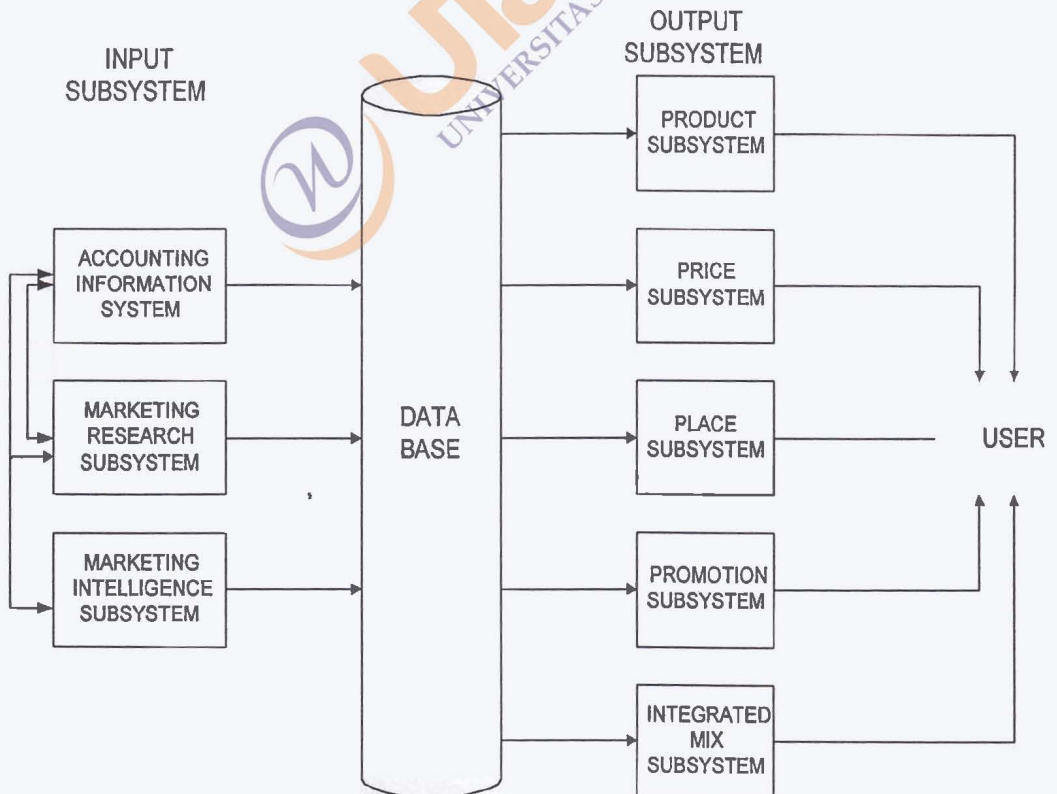 INPUT
SUBSYSTEM
OUTPUT
SUBSYSTEM
UNIVERSITAS
ACCOUNTING
INFORMATION
SYSTEM
MARKETING
RESEARCH
SUBSYSTEM
MARKETING
INTELLIGENCE
SUBSYSTEM
DATA
BASE
PRODUCT
SUBSYSTEM
PRICE
SUBSYSTEM
PLACE
SUBSYSTEM
PROMOTION
SUBSYSTEM
INTEGRATED
MIX
SUBSYSTEM
USER